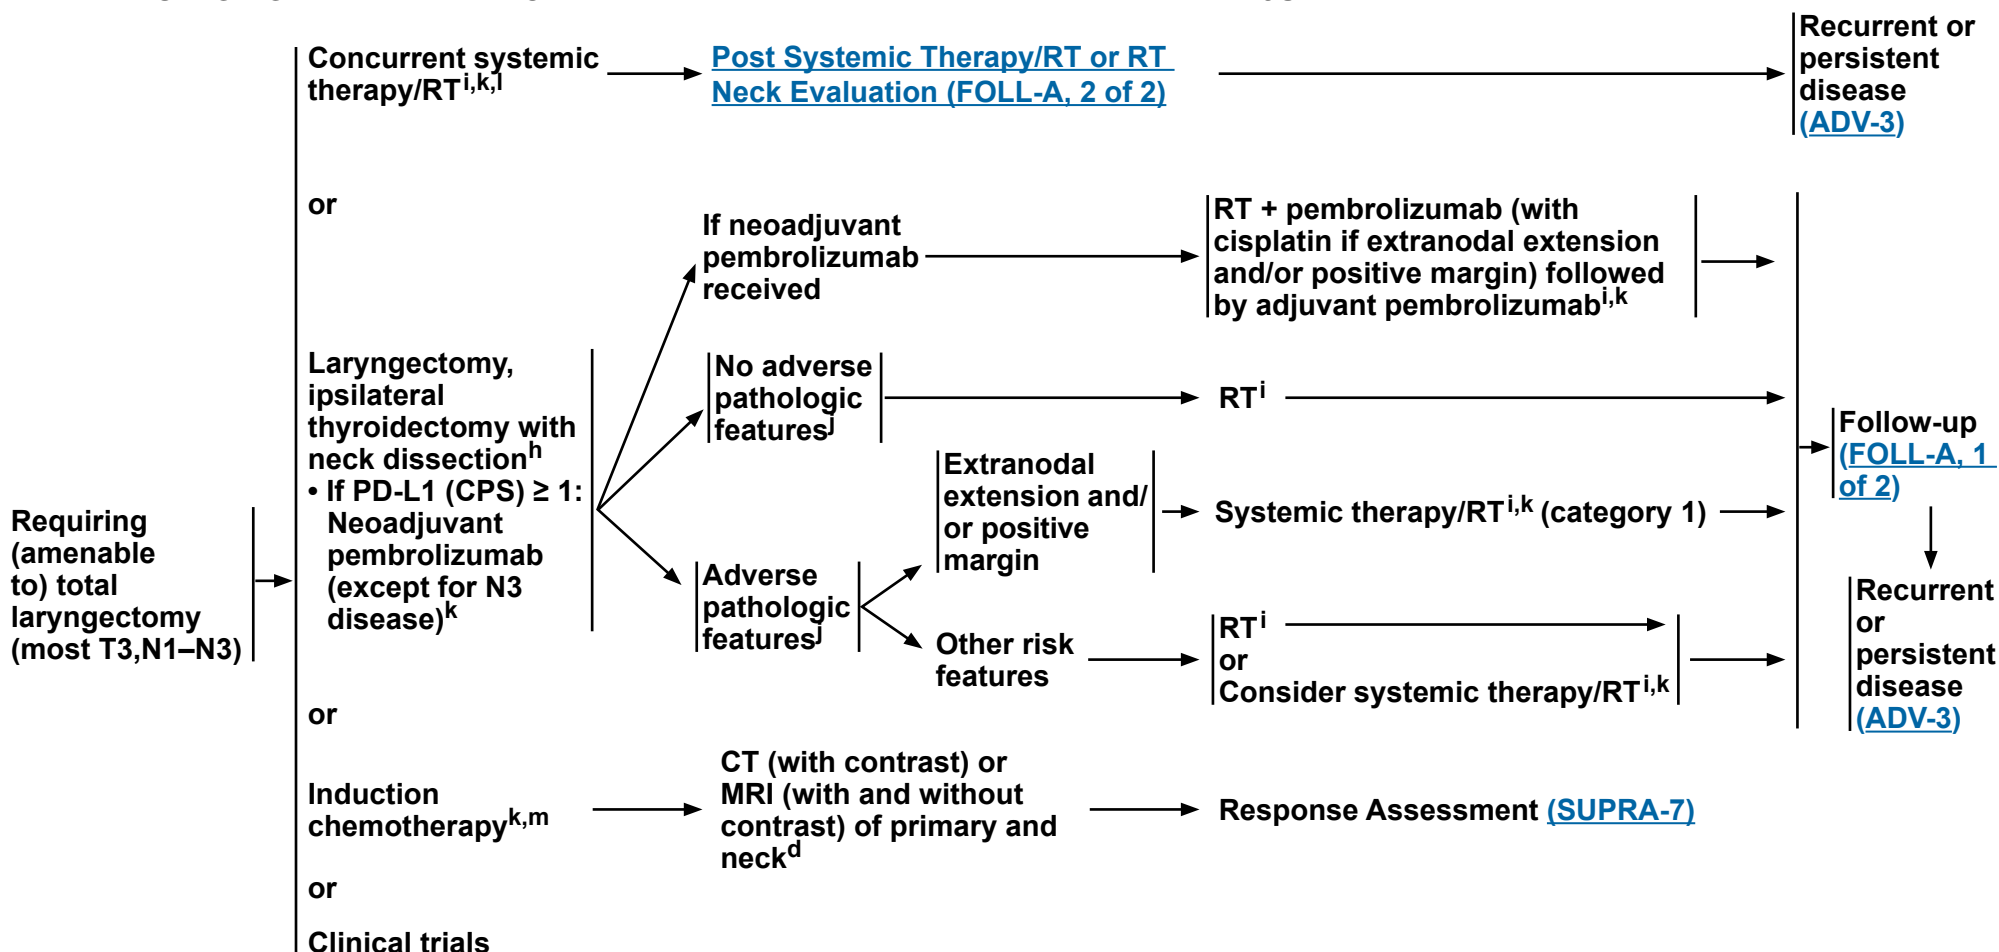 Concurrent systemic
therapy/RTi,k,l
Post Systemic Therapy/RT or RT
Neck Evaluation (FOLL-A, 2 of 2)
Recurrent or
persistent
disease
(ADV-3)
or
If neoadjuvant
pembrolizumab
received
RT + pembrolizumab (with
cisplatin if extranodal extension
and/or positive margin) followed
by adjuvant pembrolizumabi,k
Requiring
(amenable
to) total
laryngectomy
(most T3,N1–N3)
Laryngectomy,
ipsilateral
thyroidectomy with
neck dissectionh
• If PD-L1 (CPS) ≥ 1:
Neoadjuvant
pembrolizumab
(except for N3
disease)k
No adverse
pathologic
featuresj
RTi
Adverse
pathologic
featuresj
Extranodal
extension and/
or positive
margin
Systemic therapy/RTi,k (category 1)
Other risk
features
RTi
or
Consider systemic therapy/RTi,k
Follow-up
(FOLL-A, 1
of 2)
Recurrent
or
persistent
disease
(ADV-3)
or
Induction
chemotherapyk,m
CT (with contrast) or
MRI (with and without
contrast) of primary and
neckd
Response Assessment (SUPRA-7)
or
Clinical trials